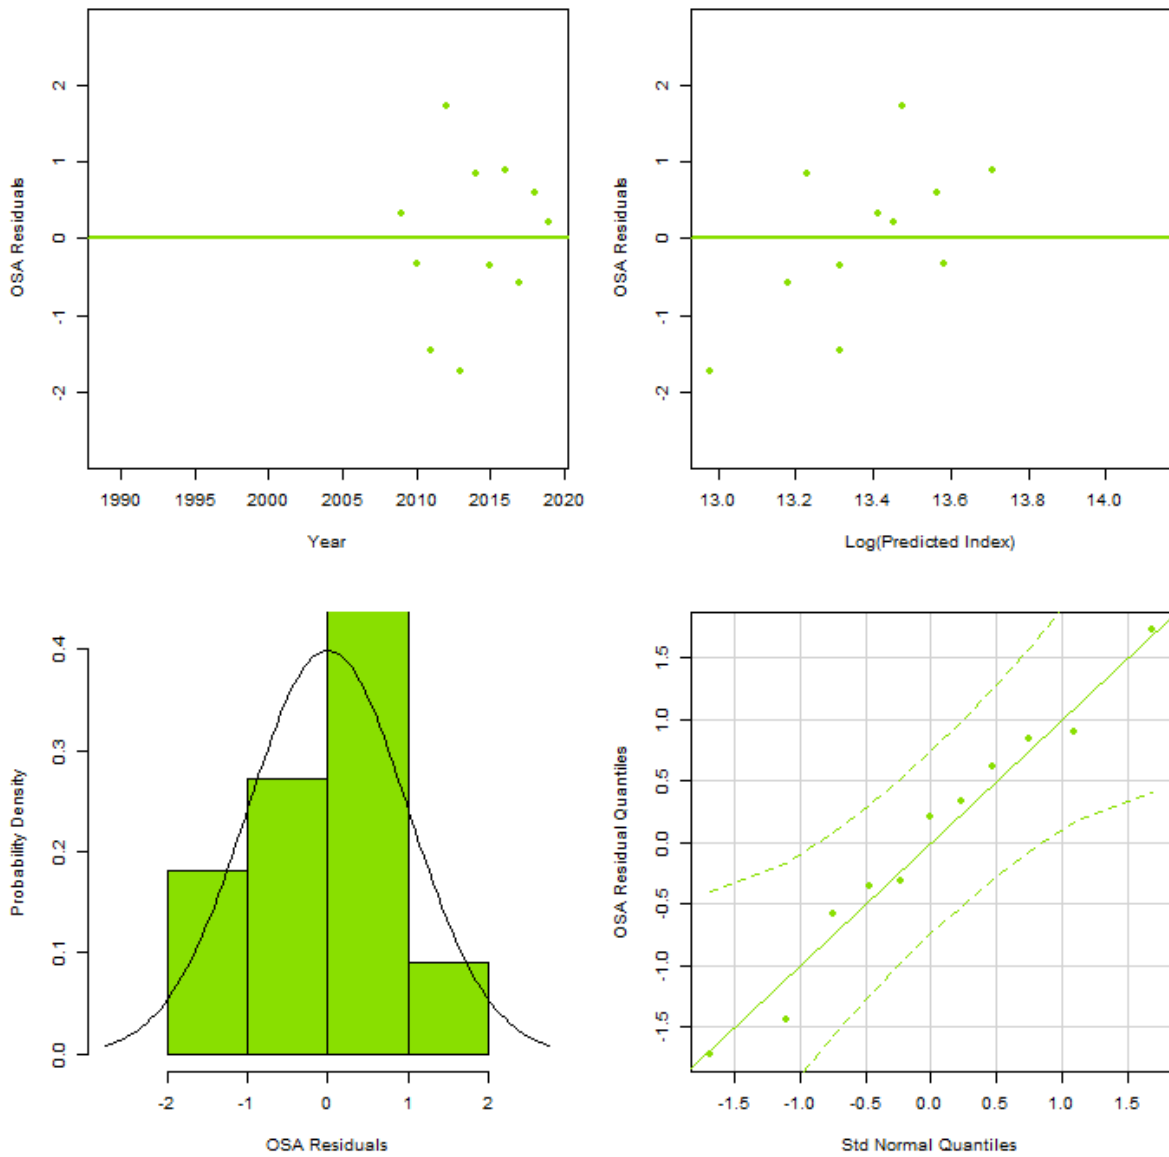 OSA Residuals
2
1
0
-1
-2
1990 1995 2000 2005 2010 2015 2020
Year
OSA Residuals
2
1
0
-1
-2
13.0 13.2 13.4 13.6 13.8 14.0
Log(Predicted Index)
Probability Density
0.4
0.3
0.2
0.1
0.0
-2 -1 0 1 2
OSA Residuals
OSA Residual Quantiles
1.5
1.0
0.5
0.0
-0.5
-1.0
-1.5
-1.5 -1.0 -0.5 0.0 0.5 1.0 1.5
Std Normal Quantiles